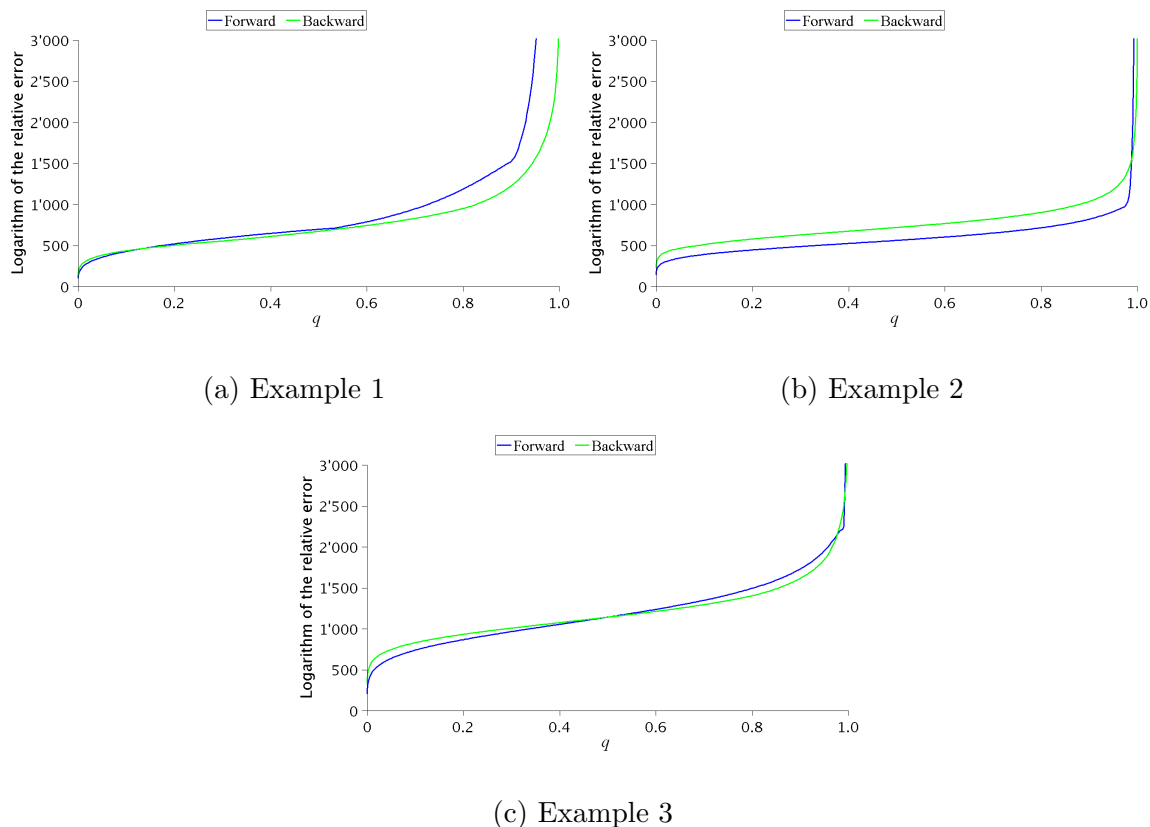 Forward Backward
Logarithm of the relative error
3'000
2'500
2'000
1'500
1'000
500
0
0 0.2 0.4 0.6 0.8 1.0
q
(a) Example 1
Forward Backward
Logarithm of the relative error
3'000
2'500
2'000
1'500
1'000
500
0
0 0.2 0.4 0.6 0.8 1.0
q
(b) Example 2
Forward Backward
Logarithm of the relative error
3'000
2'500
2'000
1'500
1'000
500
0
0 0.2 0.4 0.6 0.8 1.0
q
(c) Example 3